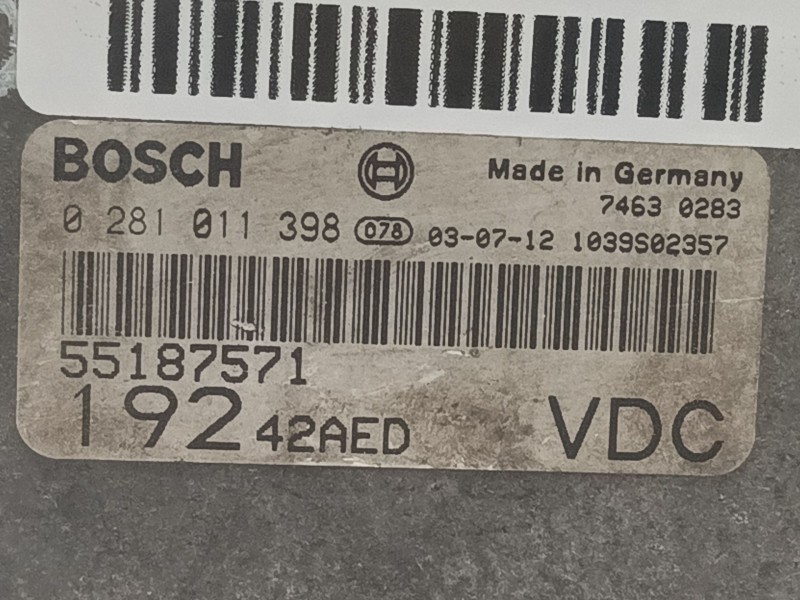 BOSCH
Made in Germany
7463 0283
0 281 011 398 078 03-07-12 1039S02357
55187571
192 42AED VDC